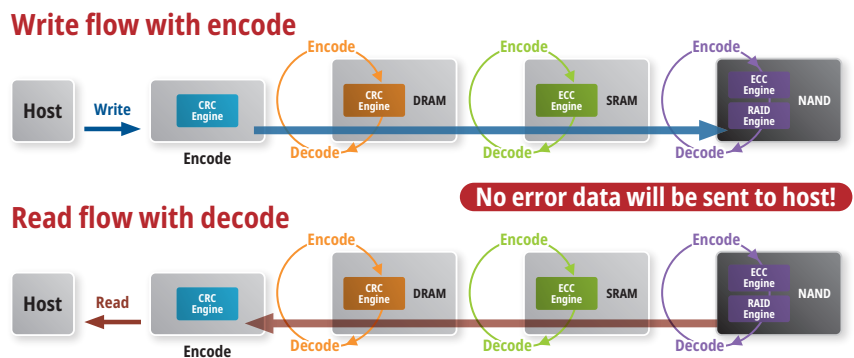 Write flow with encode
Encode Encode Encode
Host Write CRC Engine CRC Engine DRAM ECC Engine SRAM ECC Engine RAID Engine NAND
Encode Decode Decode Decode
No error data will be sent to host!
Read flow with decode
Encode Encode Encode
Host Read CRC Engine CRC Engine DRAM ECC Engine SRAM ECC Engine RAID Engine NAND
Encode Decode Decode Decode